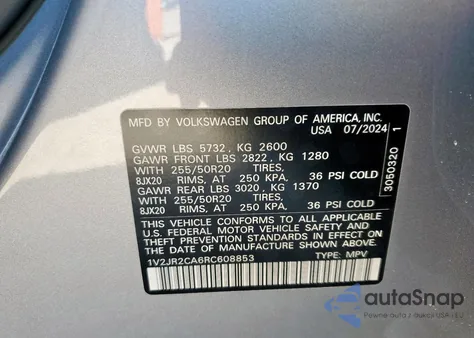 MFD BY VOLKSWAGEN GROUP OF AMERICA, INC.
USA 07/2024
GVWR LBS 5732, KG 2600
GAWR FRONT LBS 2822, KG 1280
WITH 255/50R20 TIRES,
8JX20 RIMS, AT 250 KPA, 36 PSI COLD
GAWR REAR LBS 3020, KG 1370
WITH 255/50R20 TIRES,
8JX20 RIMS, AT 250 KPA, 36 PSI COLD
THIS VEHICLE CONFORMS TO ALL APPLICABLE
U.S. FEDERAL MOTOR VEHICLE SAFETY
STANDARDS IN EFFECT ON THE DATE OF
MANUFACTURE SHOWN ABOVE.
1V2JR2CA6RC608853 TYPE: MPV
3050320 1
autoSnap